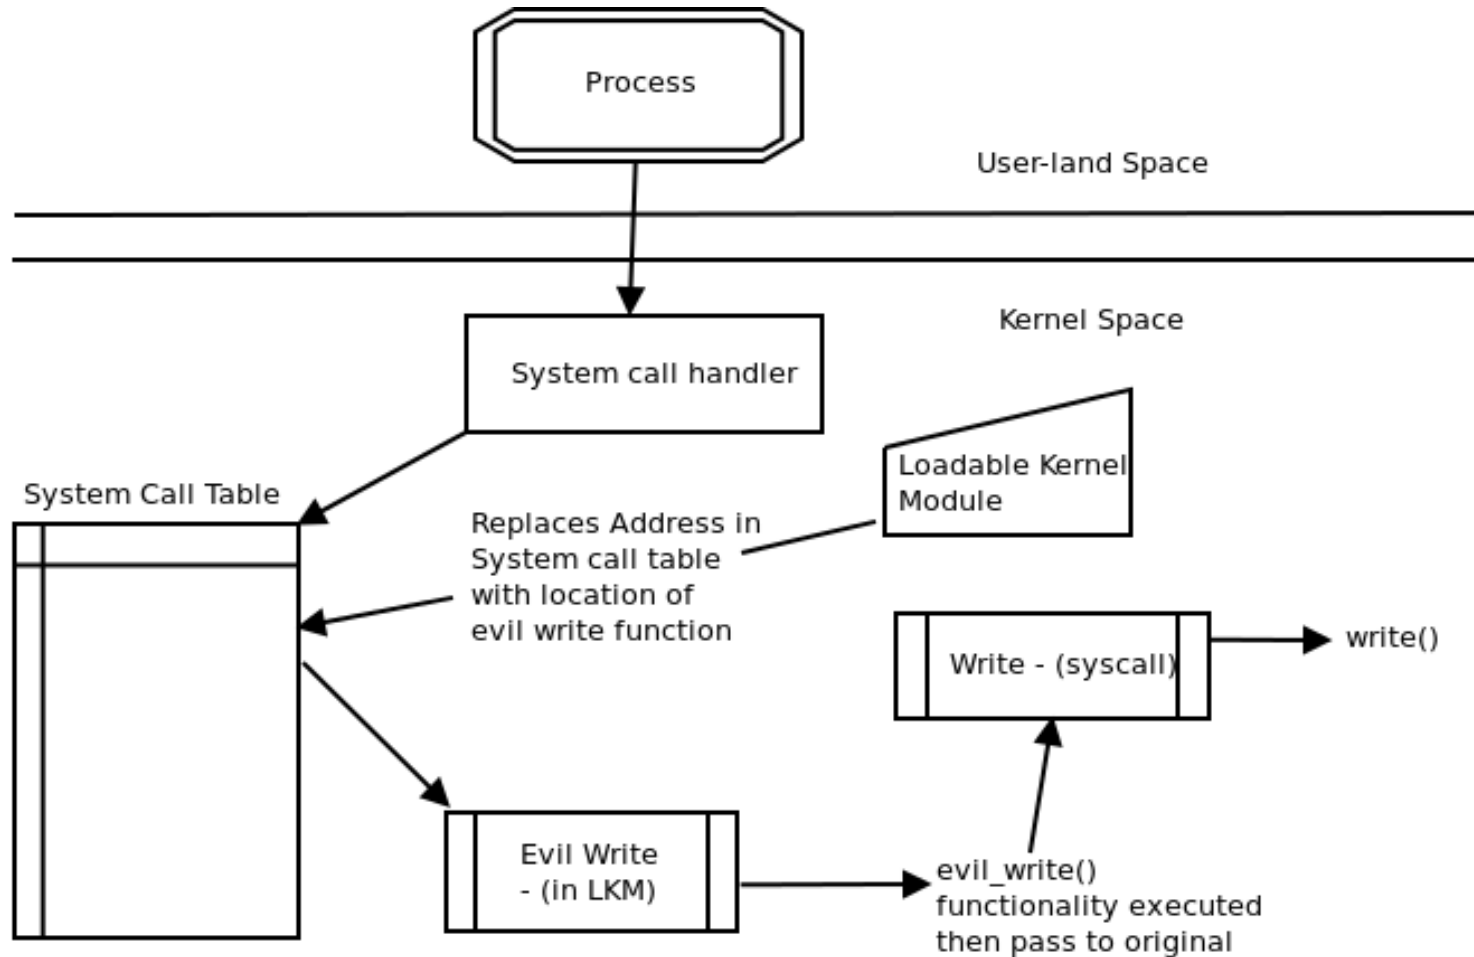 Process
User-land Space
Kernel Space
System call handler
Loadable Kernel
Module
System Call Table
Replaces Address in
System call table
with location of
evil write function
Write - (syscall)
write()
Evil Write
- (in LKM)
evil_write()
functionality executed
then pass to original